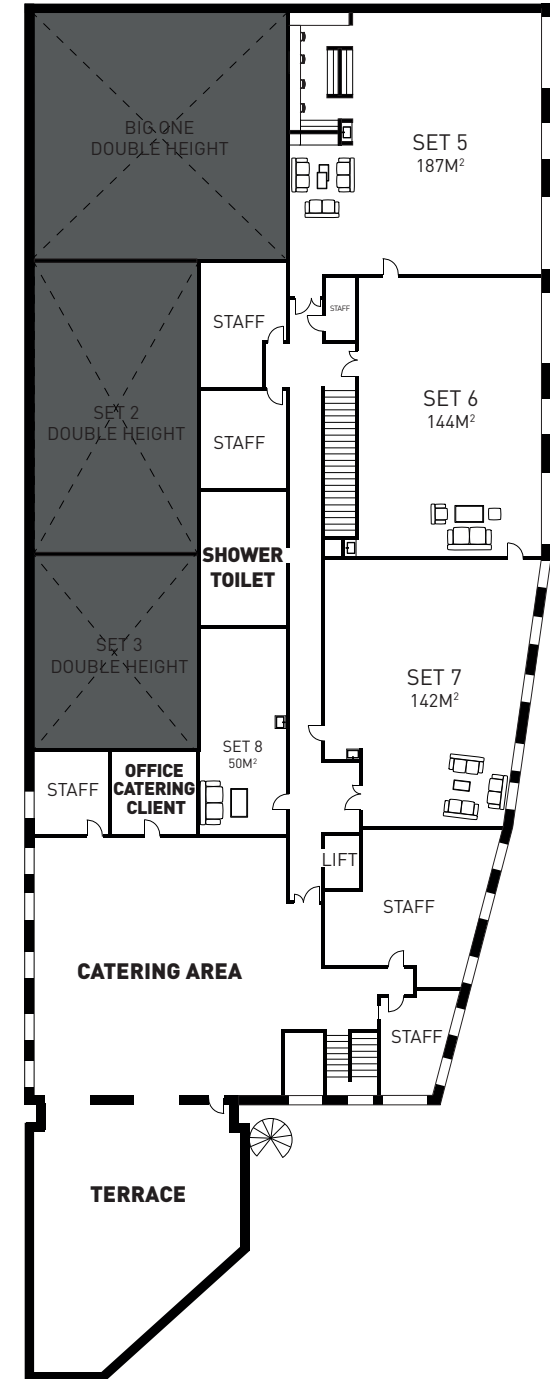 BIG ONE
DOUBLE HEIGHT
SET 5
187M²
STAFF
STAFF
SET 6
144M²
SET 2
DOUBLE HEIGHT
STAFF
SHOWER
TOILET
SET 3
DOUBLE HEIGHT
SET 7
142M²
SET 8
50M²
STAFF
OFFICE
CATERING
CLIENT
LIFT
STAFF
CATERING AREA
STAFF
TERRACE